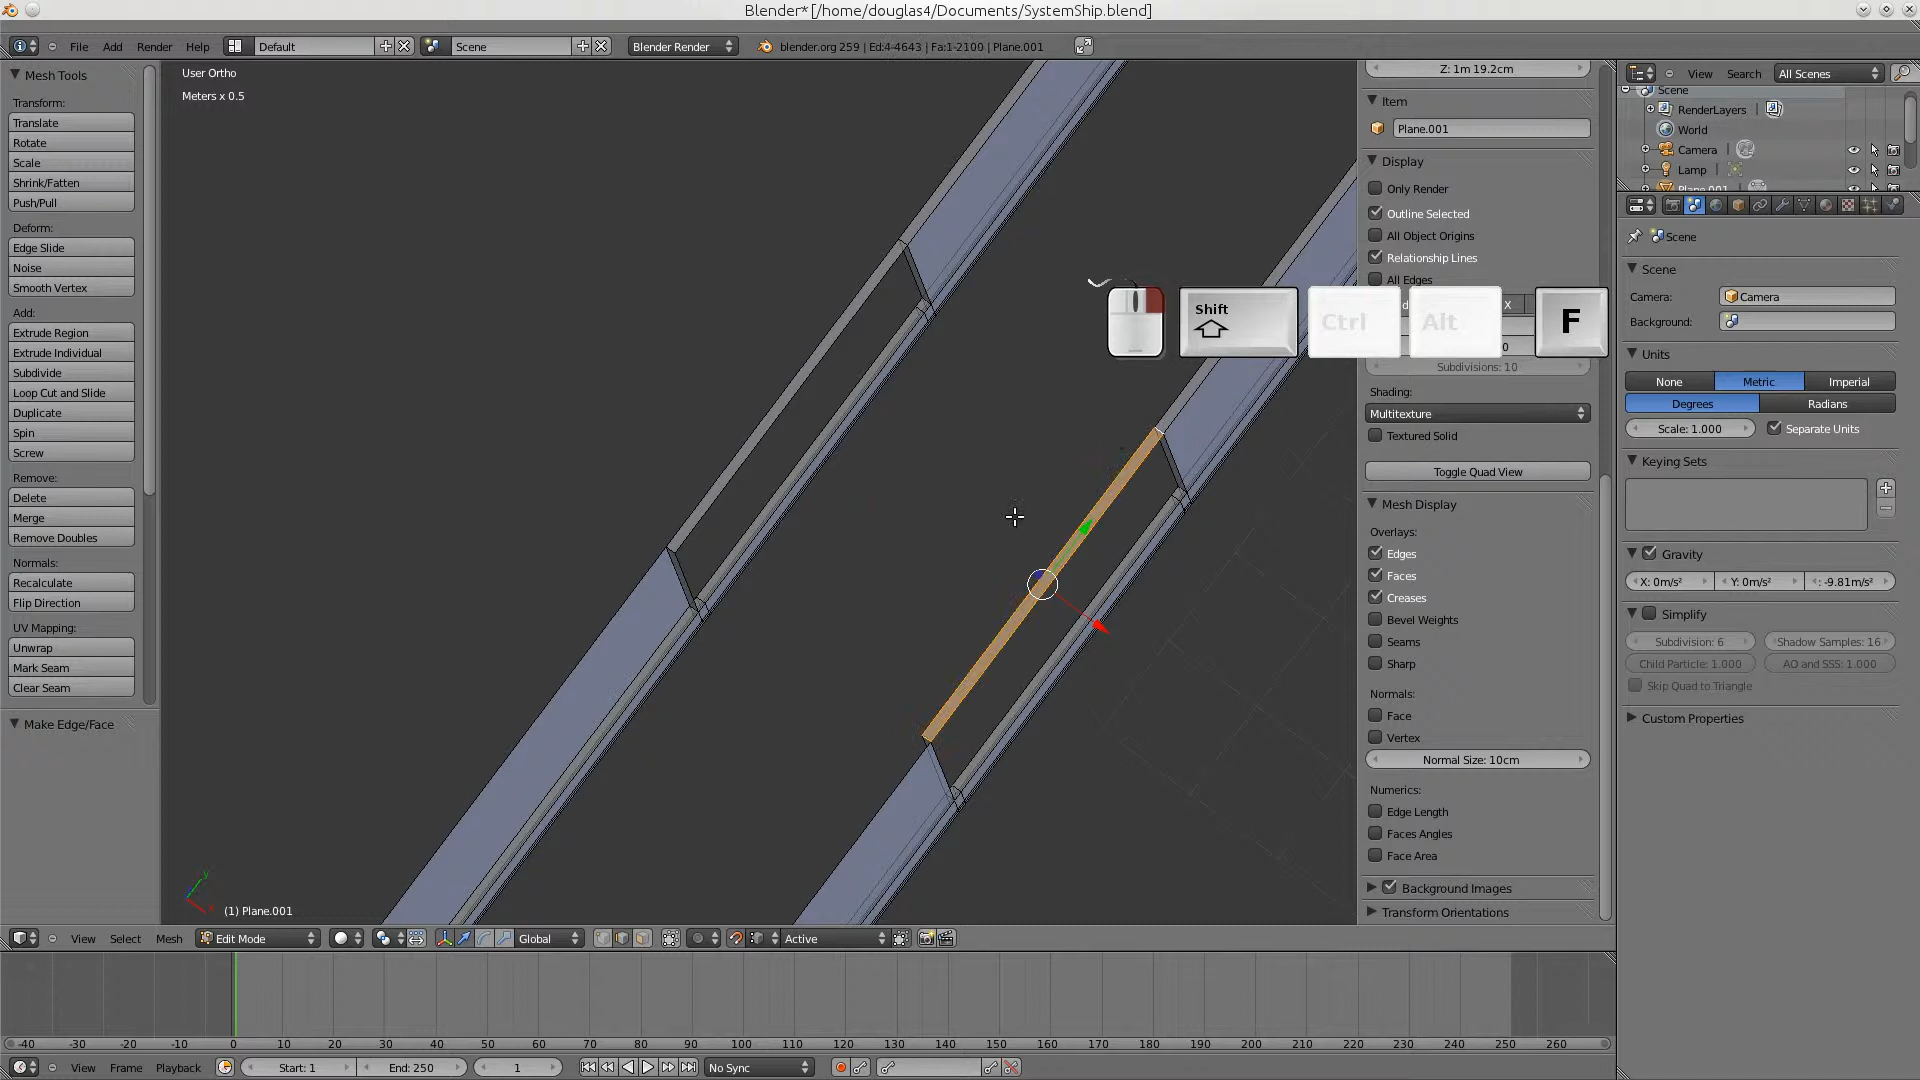 Blender* [/home/douglas4/Documents/SystemShip.blend]
File Add Render Help Default Scene Blender Render blender.org 259 | Ed:4-4643 | Fa:1-2100 | Plane.001
Mesh Tools
Transform:
Translate
Rotate
Scale
Shrink/Fatten
Push/Pull
Deform:
Edge Slide
Noise
Smooth Vertex
Add:
Extrude Region
Extrude Individual
Subdivide
Loop Cut and Slide
Duplicate
Spin
Screw
Remove:
Delete
Merge
Remove Doubles
Normals:
Recalculate
Flip Direction
UV Mapping:
Unwrap
Mark Seam
Clear Seam
Make Edge/Face
User Ortho
Meters x 0.5
Shift Ctrl Alt F
(1) Plane.001
Z: 1m 19.2cm
Item
Plane.001
Display
Only Render
Outline Selected
All Object Origins
Relationship Lines
All Edges
d X
0
Subdivisions: 10
Shading:
Multitexture
Textured Solid
Toggle Quad View
Mesh Display
Overlays:
Edges
Faces
Creases
Bevel Weights
Seams
Sharp
Normals:
Face
Vertex
Normal Size: 10cm
Numerics:
Edge Length
Faces Angles
Face Area
Background Images
Transform Orientations
View Search All Scenes
Scene
RenderLayers |
World
Camera |
Lamp |
Plane.001
Scene
Scene
Camera: Camera
Background:
Units
None Metric Imperial
Degrees Radians
Scale: 1.000 Separate Units
Keying Sets
Gravity
X: 0m/s² Y: 0m/s² : -9.81m/s²
Simplify
Subdivision: 6 Shadow Samples: 16
Child Particle: 1.000 AO and SSS: 1.000
Skip Quad to Triangle
Custom Properties
View Select Mesh Edit Mode Global Active
-40 -30 -20 -10 0 10 20 30 40 50 60 70 80 90 100 110 120 130 140 150 160 170 180 190 200 210 220 230 240 250 260
View Frame Playback Start: 1 End: 250 1 No Sync